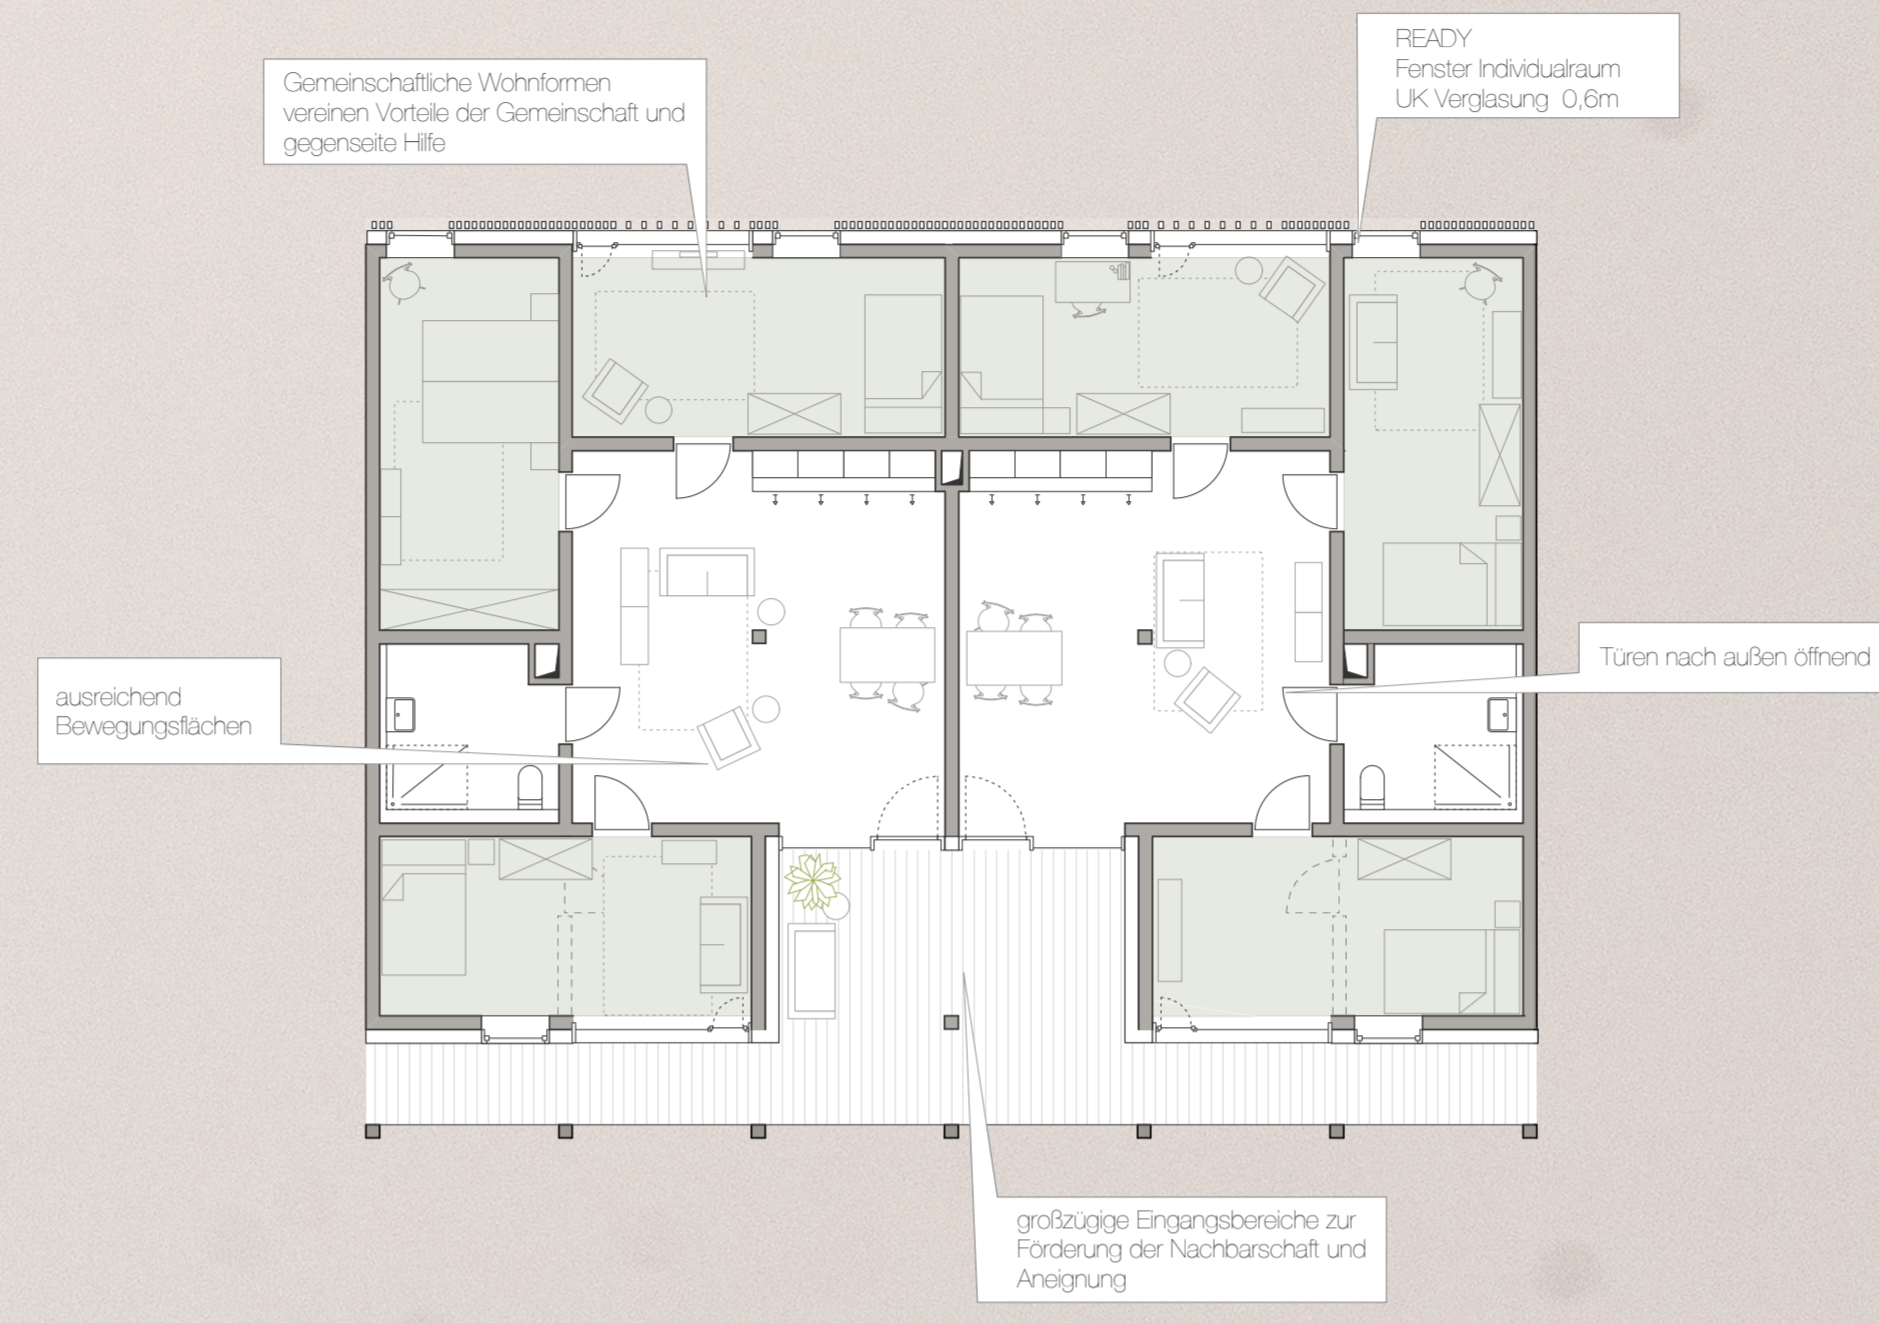 READY
Fenster Individualraum
UK Verglasung 0,6m
Gemeinschaftliche Wohnformen
vereinen Vorteile der Gemeinschaft und
gegenseite Hilfe
Türen nach außen öffnend
ausreichend
Bewegungsflächen
großzügige Eingangsbereiche zur
Förderung der Nachbarschaft und
Aneignung